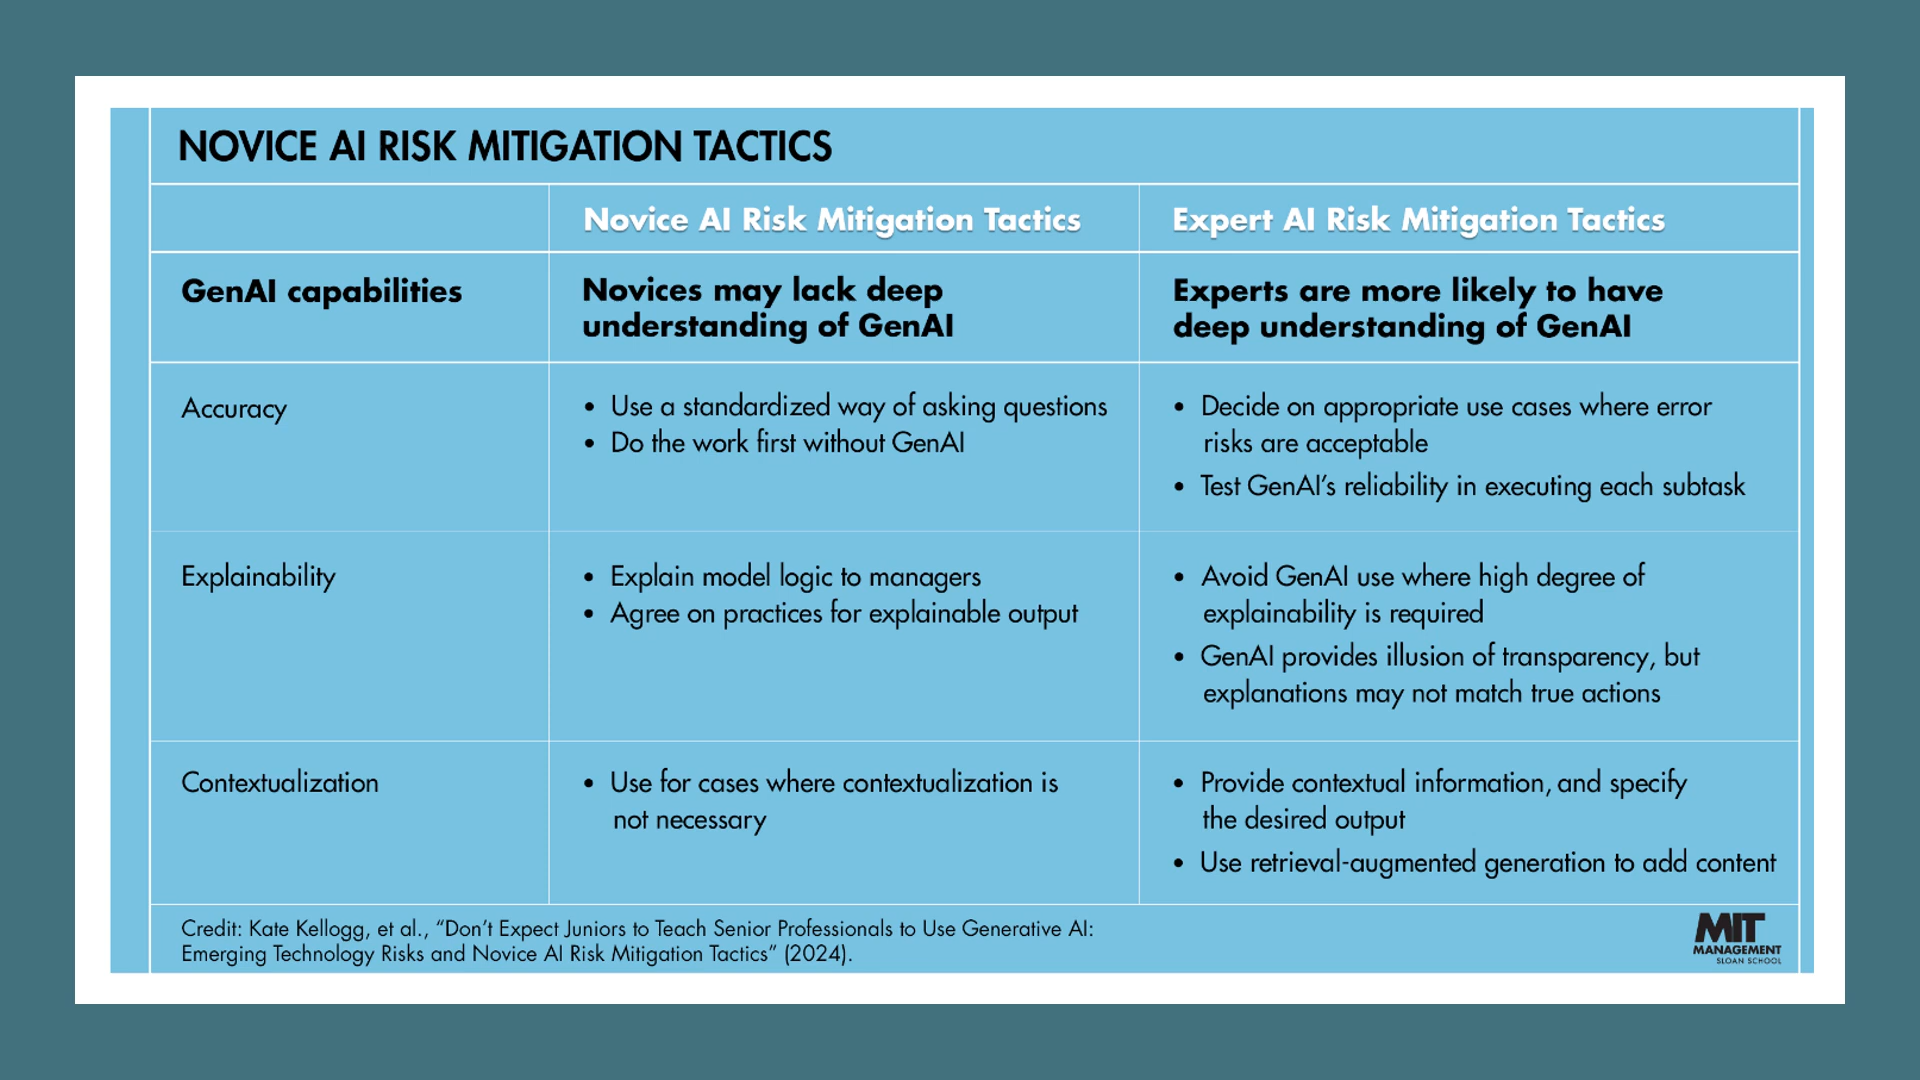 NOVICE AI RISK MITIGATION TACTICS
Novice AI Risk Mitigation Tactics
Expert AI Risk Mitigation Tactics
GenAI capabilities
Novices may lack deep
understanding of GenAI
Experts are more likely to have
deep understanding of GenAI
Accuracy
• Use a standardized way of asking questions
• Do the work first without GenAI
• Decide on appropriate use cases where error
risks are acceptable
• Test GenAI’s reliability in executing each subtask
Explainability
• Explain model logic to managers
• Agree on practices for explainable output
• Avoid GenAI use where high degree of
explainability is required
• GenAI provides illusion of transparency, but
explanations may not match true actions
Contextualization
• Use for cases where contextualization is
not necessary
• Provide contextual information, and specify
the desired output
• Use retrieval-augmented generation to add content
Credit: Kate Kellogg, et al., “Don’t Expect Juniors to Teach Senior Professionals to Use Generative AI:
Emerging Technology Risks and Novice AI Risk Mitigation Tactics” (2024).
MIT
MANAGEMENT
SLOAN SCHOOL